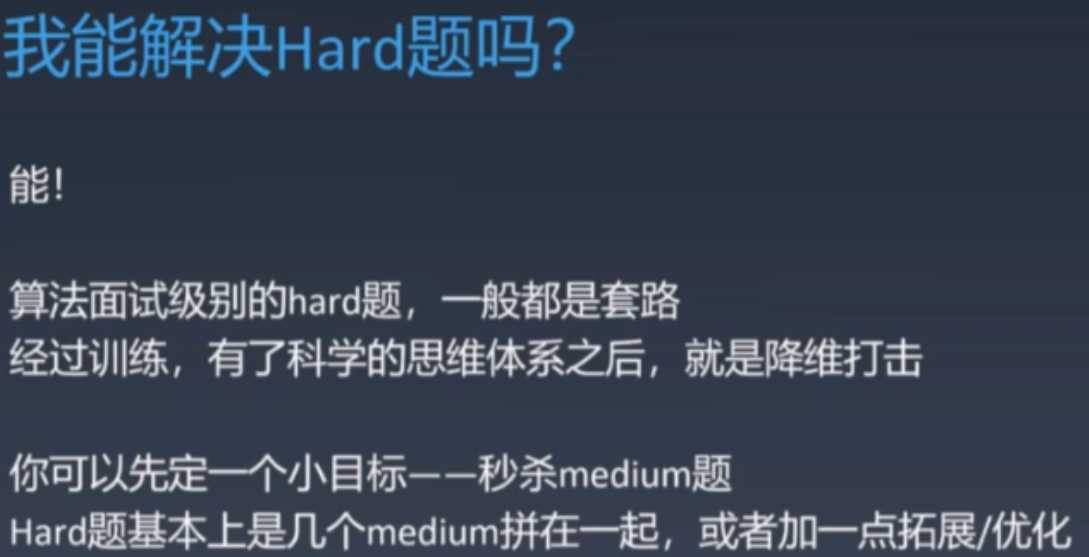 我能解决Hard题吗？
能！
算法面试级别的hard题，一般都是套路
经过训练，有了科学的思维体系之后，就是降维打击
你可以先定一个小目标——秒杀medium题
Hard题基本上是几个medium拼在一起，或者加一点拓展/优化